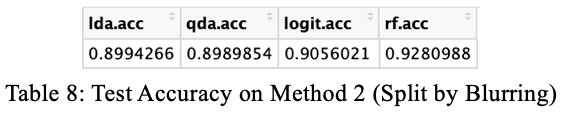 lda.acc qda.acc logit.acc rf.acc
0.8994266 0.8989854 0.9056021 0.9280988
Table 8: Test Accuracy on Method 2 (Split by Blurring)